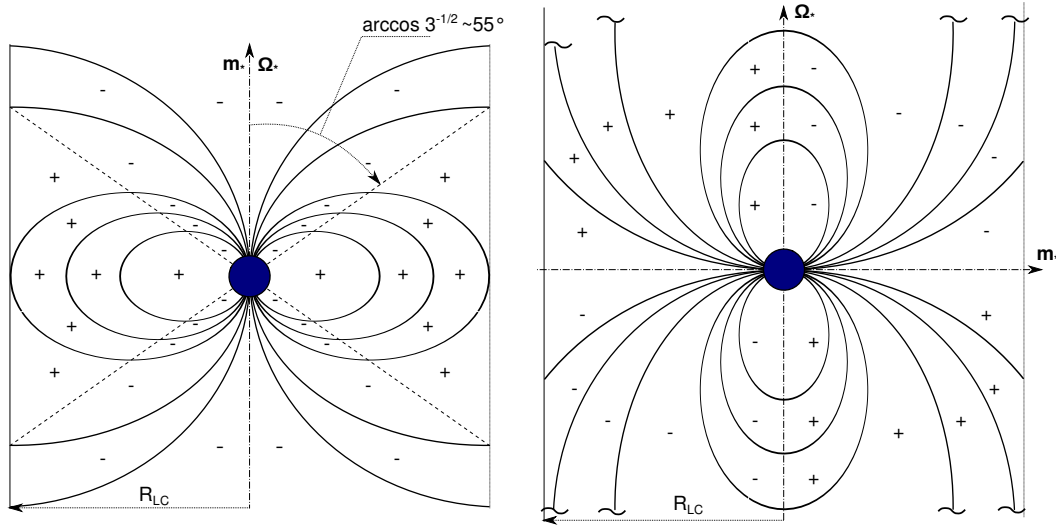 arccos 3^-1/2 ~55°
m* Ω*
R_LC
Ω*
m*
R_LC